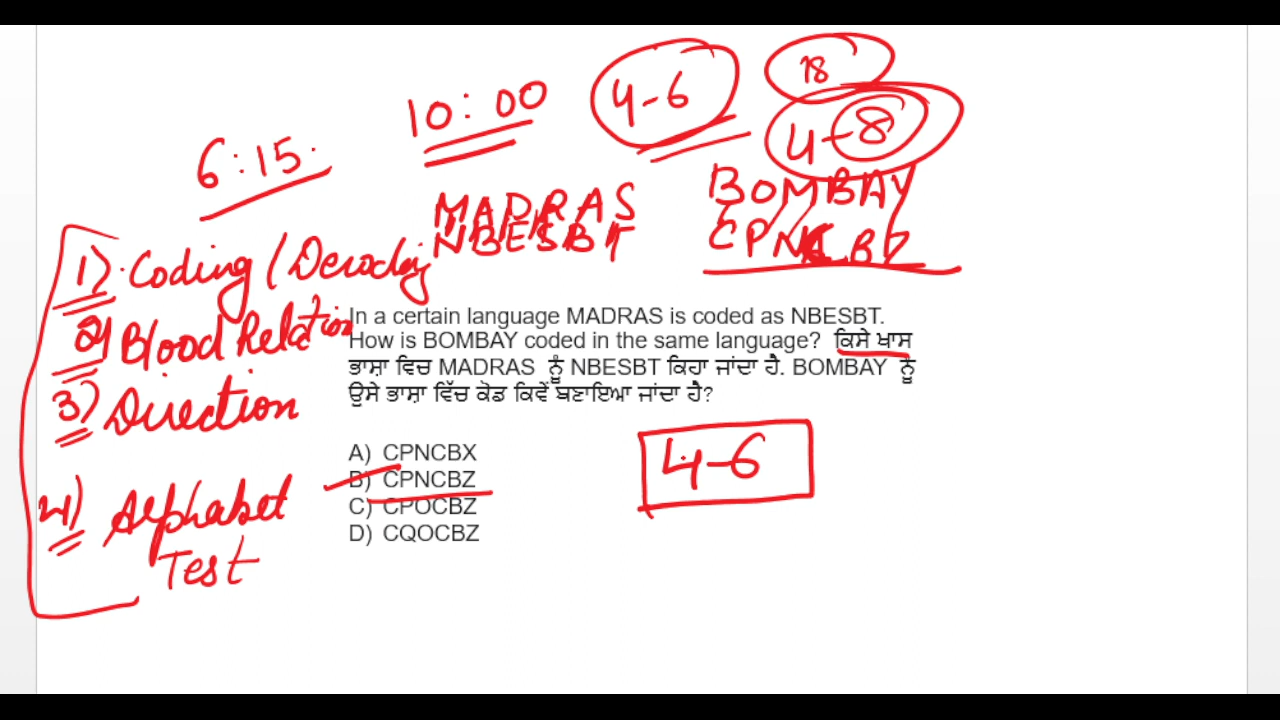 10:00
4-6
18
4-8
6:15.
MADRAS
NBESBT
BOMBAY
CPNCBZ
1) Coding / Decoding
2) Blood Relation
3) Direction
4) Alphabet
Test
In a certain language MADRAS is coded as NBESBT.
How is BOMBAY coded in the same language? ਕਿਸੇ ਖਾਸ
ਭਾਸ਼ਾ ਵਿਚ MADRAS ਨੂੰ NBESBT ਕਿਹਾ ਜਾਂਦਾ ਹੈ. BOMBAY ਨੂੰ
ਉਸੇ ਭਾਸ਼ਾ ਵਿੱਚ ਕੋਡ ਕਿਵੇਂ ਬਣਾਇਆ ਜਾਂਦਾ ਹੈ?
A) CPNCBX
B) CPNCBZ
C) CPOCBZ
D) CQOCBZ
4-6